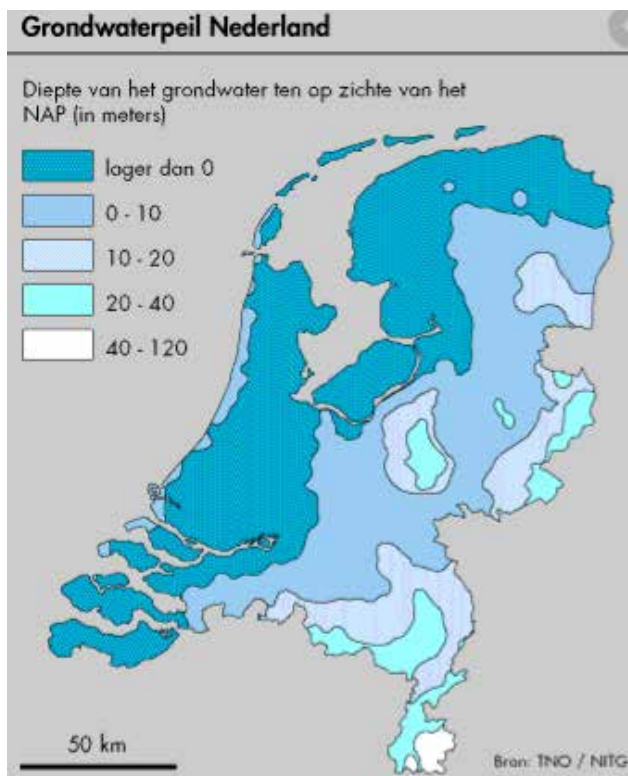 Grondwaterpeil Nederland
Diepte van het grondwater ten op zichte van het
NAP (in meters)
lager dan 0
0 - 10
10 - 20
20 - 40
40 - 120
50 km
Bron: TNO / NITG